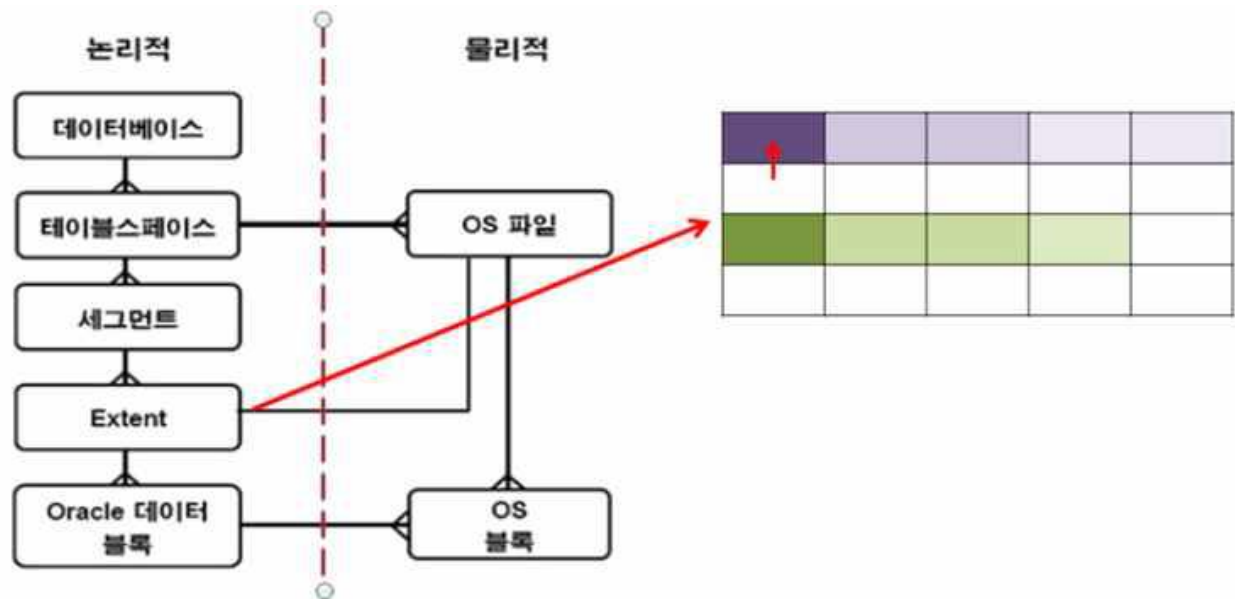 논리적
물리적
데이터베이스
테이블스페이스
OS 파일
세그먼트
Extent
Oracle 데이터
블록
OS
블록